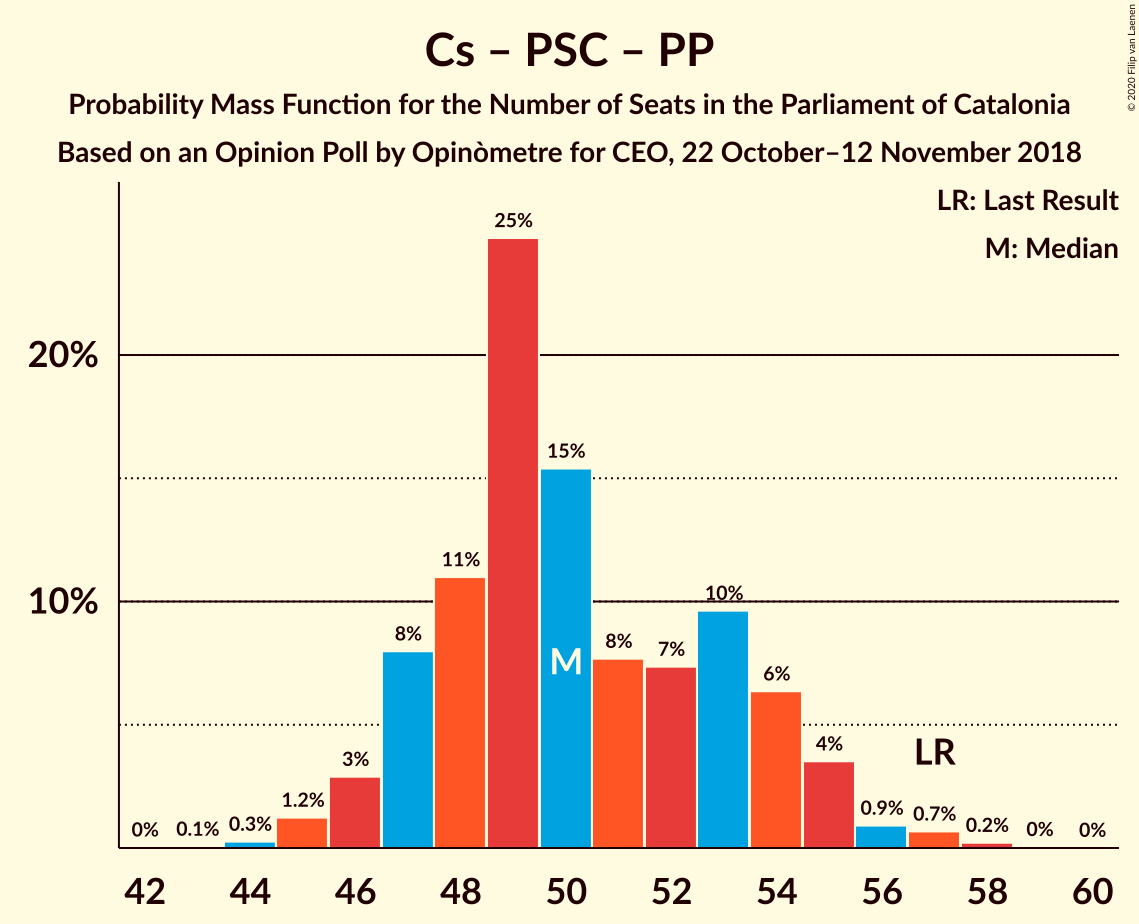 © 2020 Filip van Laenen
Cs – PSC – PP
Probability Mass Function for the Number of Seats in the Parliament of Catalonia
Based on an Opinion Poll by Opinòmetre for CEO, 22 October–12 November 2018
LR: Last Result
M: Median
20%
10%
0%
0.1%
0.3%
1.2%
3%
8%
11%
25%
15%
8%
7%
10%
6%
4%
0.9%
0.7%
0.2%
0%
0%
M
LR
42 44 46 48 50 52 54 56 58 60